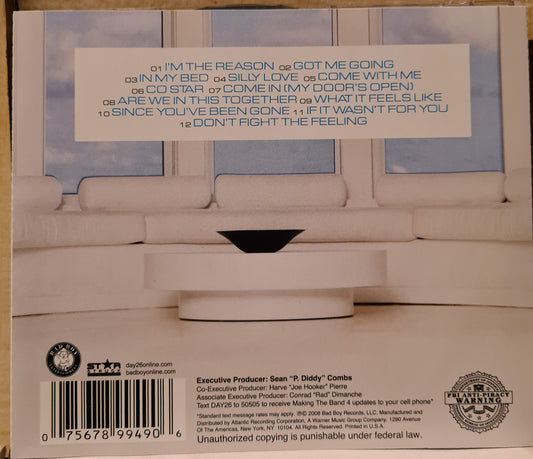 01 I'M THE REASON 02 GOT ME GOING
03 IN MY BED 04 SILLY LOVE 05 COME WITH ME
06 CO STAR 07 COME IN (MY DOOR'S OPEN)
08 ARE WE IN THIS TOGETHER 09 WHAT IT FEELS LIKE
10 SINCE YOU'VE BEEN GONE 11 IF IT WASN'T FOR YOU
12 DON'T FIGHT THE FEELING
BAD BOY
day26online.com
badboyonline.com
Executive Producer: Sean "P. Diddy" Combs
Co-Executive Producer: Harve "Joe Hooker" Pierre
Associate Executive Producer: Conrad "Rad" Dimanche
Text DAY26 to 50505 to receive Making The Band 4 updates to your cell phone*
*Standard text message rates may apply. ℗© 2008 Bad Boy Records, LLC. Manufactured and
Distributed by Atlantic Recording Corporation. A Warner Music Group Company. 1290 Avenue
Of The Americas, New York, NY 10104. All Rights Reserved. Printed in U.S.A.
Unauthorized copying is punishable under federal law.
FBI ANTI-PIRACY
WARNING
0 75678 99490 6